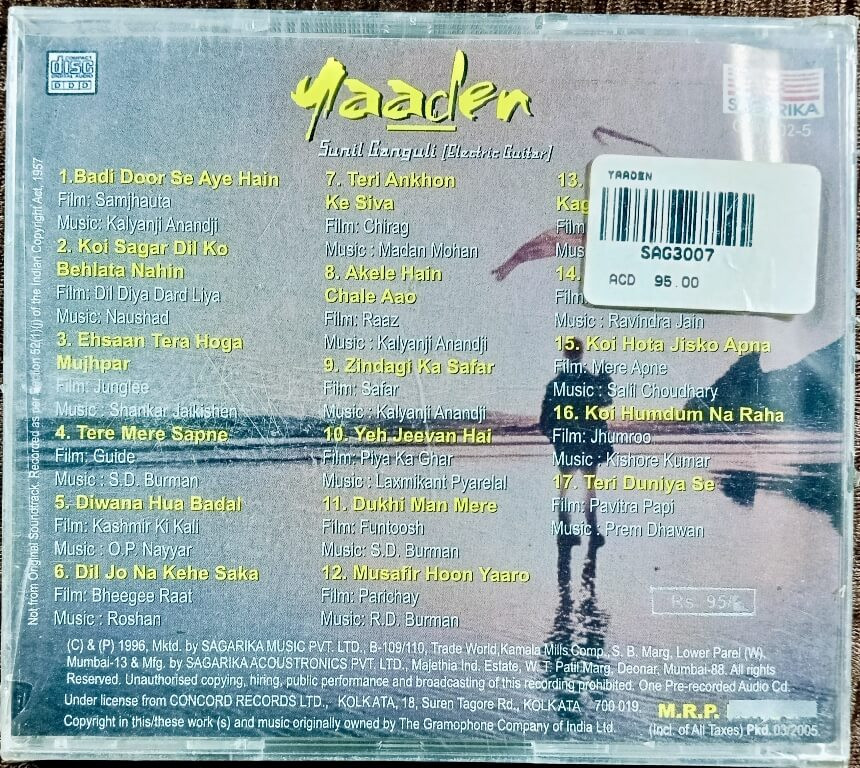 COMPACT
disc
DIGITAL AUDIO
DDD
yaaden
Sunil Ganguli [Electric Guitar]
SAGARIKA
2-5
Not from Original Soundtrack. Recorded as per Section 52(1)(j) of the Indian Copyright Act, 1957
1.Badi Door Se Aye Hain
Film: Samjhauta
Music: Kalyanji Anandji
2. Koi Sagar Dil Ko
Behlata Nahin
Film: Dil Diya Dard Liya
Music: Naushad
3. Ehsaan Tera Hoga
Mujhpar
Film: Junglee
Music : Shankar Jaikishen
4. Tere Mere Sapne
Film: Guide
Music: S.D. Burman
5. Diwana Hua Badal
Film: Kashmir Ki Kali
Music : O.P. Nayyar
6. Dil Jo Na Kehe Saka
Film: Bheegee Raat
Music : Roshan
7. Teri Ankhon
Ke Siva
Film: Chirag
Music : Madan Mohan
8. Akele Hain
Chale Aao
Film: Raaz
Music : Kalyanji Anandji
9. Zindagi Ka Safar
Film: Safar
Music : Kalyanji Anandji
10. Yeh Jeevan Hai
Film: Piya Ka Ghar
Music: Laxmikant Pyarelal
11. Dukhi Man Mere
Film: Funtoosh
Music: S.D. Burman
12. Musafir Hoon Yaaro
Film: Parichay
Music: R.D. Burman
13.
Kag
Film
Mus
14.
Film
Music : Ravindra Jain
15. Koi Hota Jisko Apna
Film: Mere Apne
Music : Salil Choudhary
16. Koi Humdum Na Raha
Film: Jhumroo
Music : Kishore Kumar
17. Teri Duniya Se
Film: Pavitra Papi
Music : Prem Dhawan
YAADEN
SAG3007
ACD 95.00
Rs. 95/-
(C) & (P) 1996, Mktd. by SAGARIKA MUSIC PVT. LTD., B-109/110, Trade World,Kamala Mills Comp., S. B. Marg, Lower Parel (W).
Mumbai-13 & Mfg. by SAGARIKA ACOUSTRONICS PVT. LTD., Majethia Ind. Estate, W. T. Patil Marg, Deonar, Mumbai-88. All rights
Reserved. Unauthorised copying, hiring, public performance and broadcasting of this recording prohibited. One Pre-recorded Audio Cd.
Under license from CONCORD RECORDS LTD., KOLKATA, 18, Suren Tagore Rd., KOLKATA 700 019.
Copyright in this/these work (s) and music originally owned by The Gramophone Company of India Ltd.
M.R.P.
(Incl. of All Taxes) Pkd. 03/2005